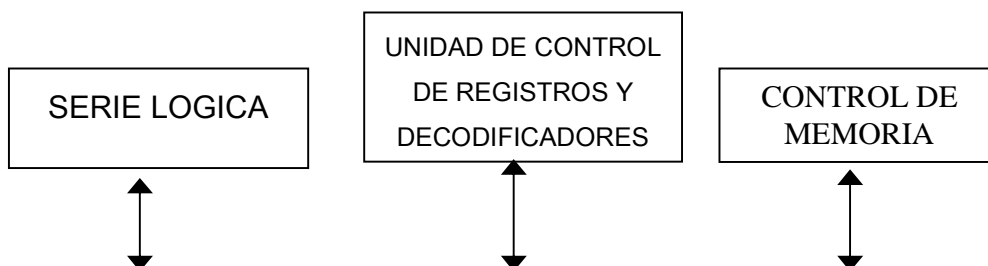 SERIE LOGICA
UNIDAD DE CONTROL
DE REGISTROS Y
DECODIFICADORES
CONTROL DE
MEMORIA